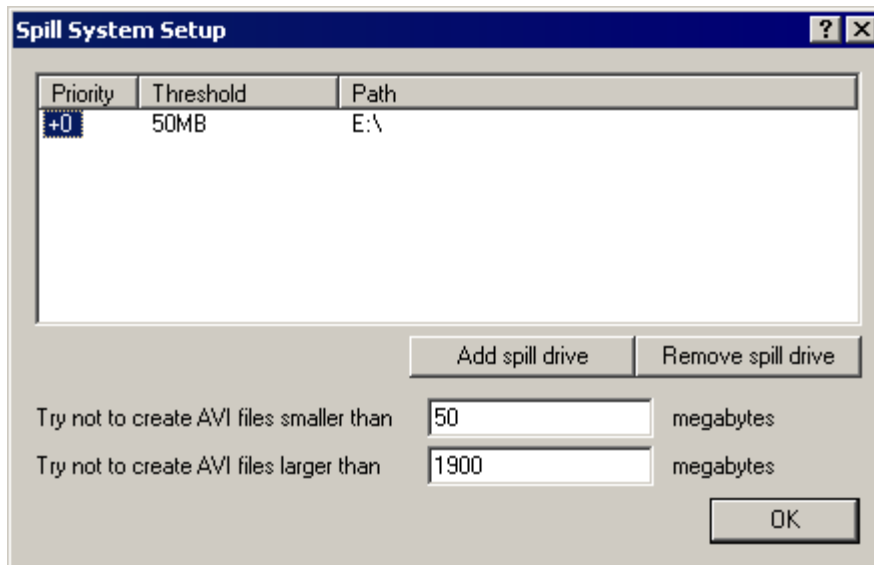 Spill System Setup
Priority Threshold Path
+0 50MB E:\
Add spill drive Remove spill drive
Try not to create AVI files smaller than 50 megabytes
Try not to create AVI files larger than 1900 megabytes
OK